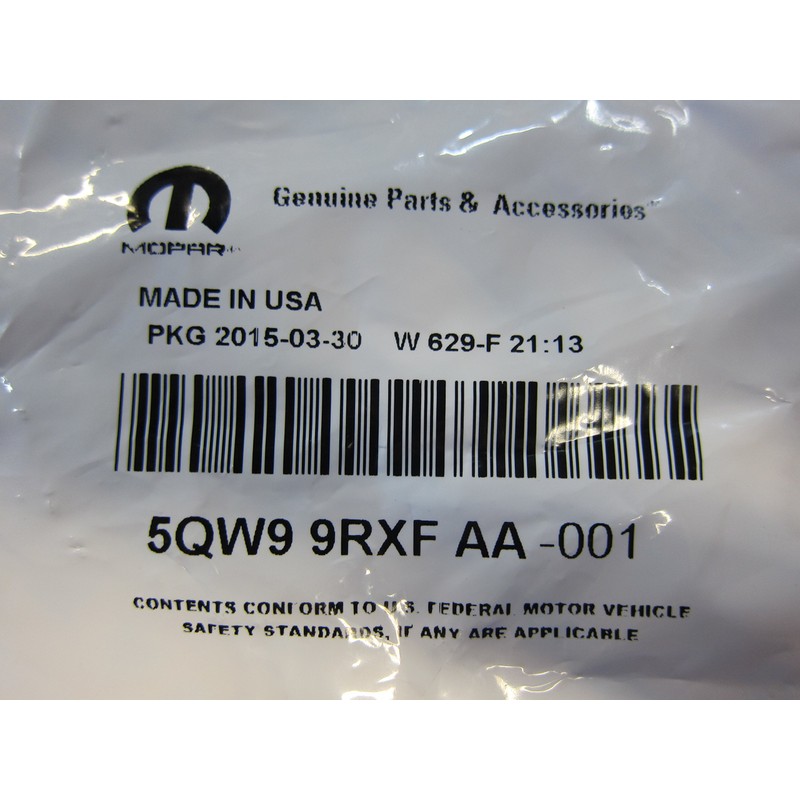 Genuine Parts & Accessories
MOPAR
MADE IN USA
PKG 2015-03-30 W 629-F 21:13
5QW9 9RXF AA -001
CONTENTS CONFORM TO U.S. FEDERAL MOTOR VEHICLE
SAFETY STANDARDS, IF ANY ARE APPLICABLE